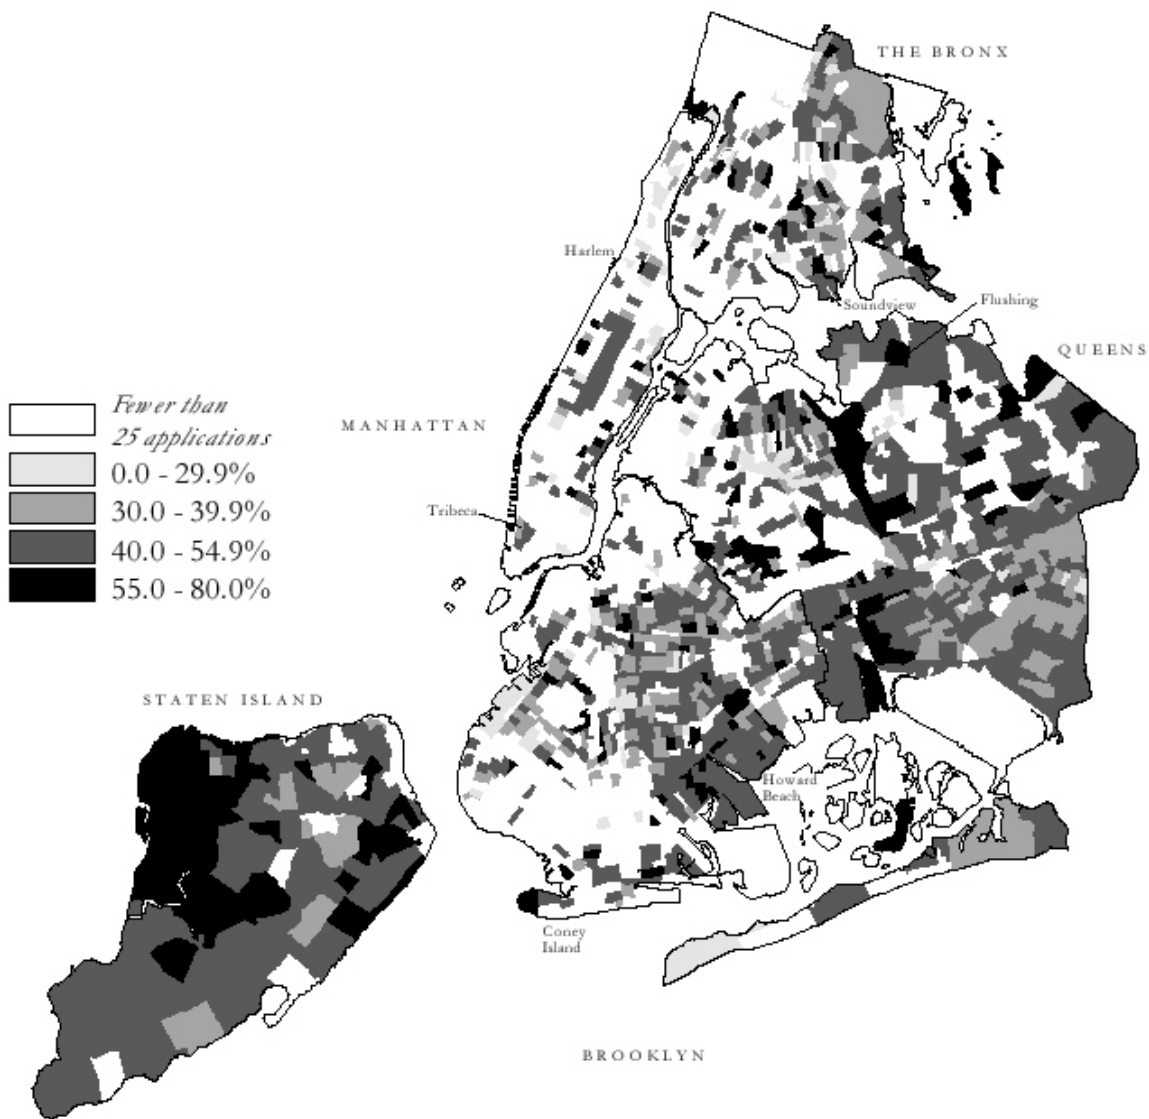 THE BRONX
Harlem
Soundview
Flushing
QUEENS
Fewer than
25 applications
MANHATTAN
0.0 - 29.9%
30.0 - 39.9%
Tribeca
40.0 - 54.9%
55.0 - 80.0%
STATEN ISLAND
Howard
Beach
Coney
Island
BROOKLYN